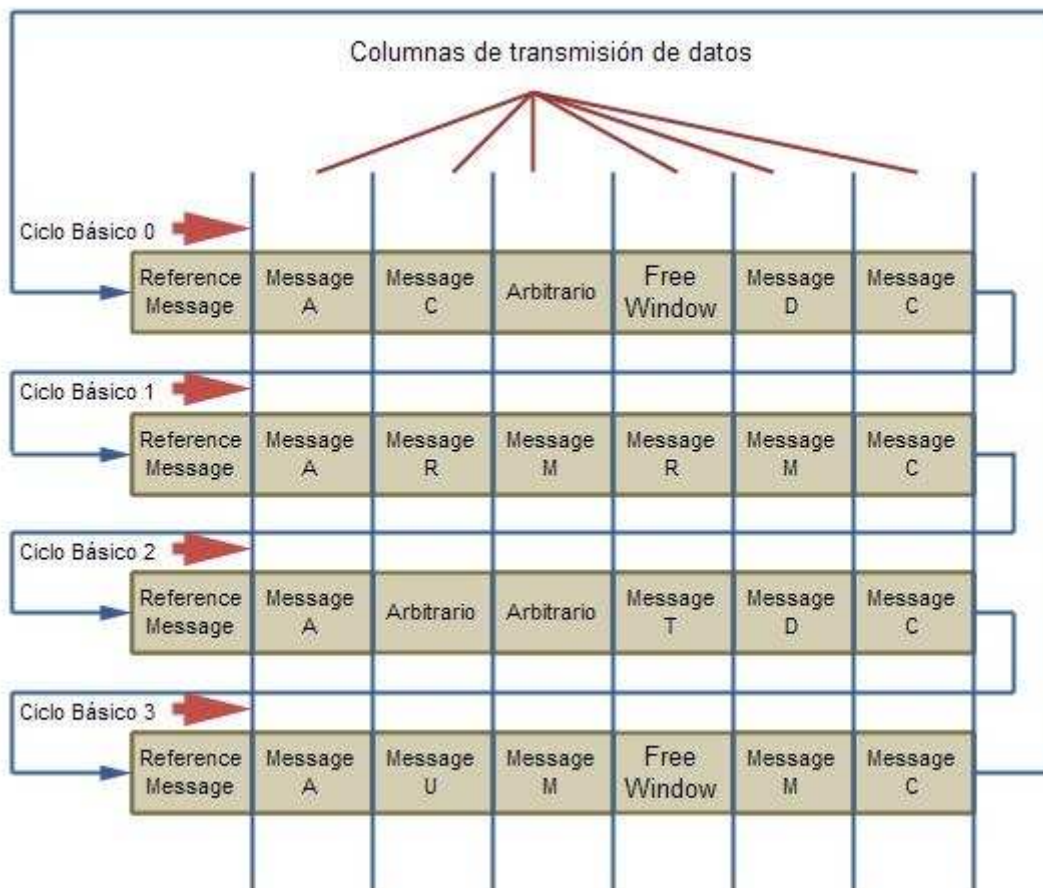 Columnas de transmisión de datos
Ciclo Básico 0
Reference
Message
Message
A
Message
C
Arbitrario
Free
Window
Message
D
Message
C
Ciclo Básico 1
Reference
Message
Message
A
Message
R
Message
M
Message
R
Message
M
Message
C
Ciclo Básico 2
Reference
Message
Message
A
Arbitrario
Arbitrario
Message
T
Message
D
Message
C
Ciclo Básico 3
Reference
Message
Message
A
Message
U
Message
M
Free
Window
Message
M
Message
C